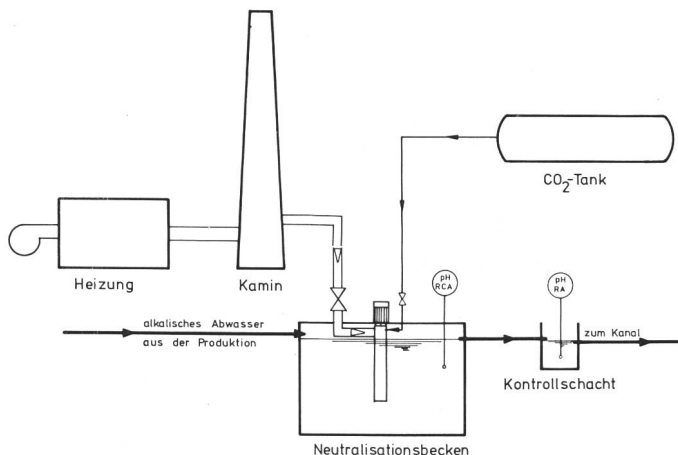 CO2-Tank
Heizung
Kamin
pH
RCA
pH
RA
alkalisches Abwasser
aus der Produktion
zum Kanal
Kontrollschacht
Neutralisationsbecken